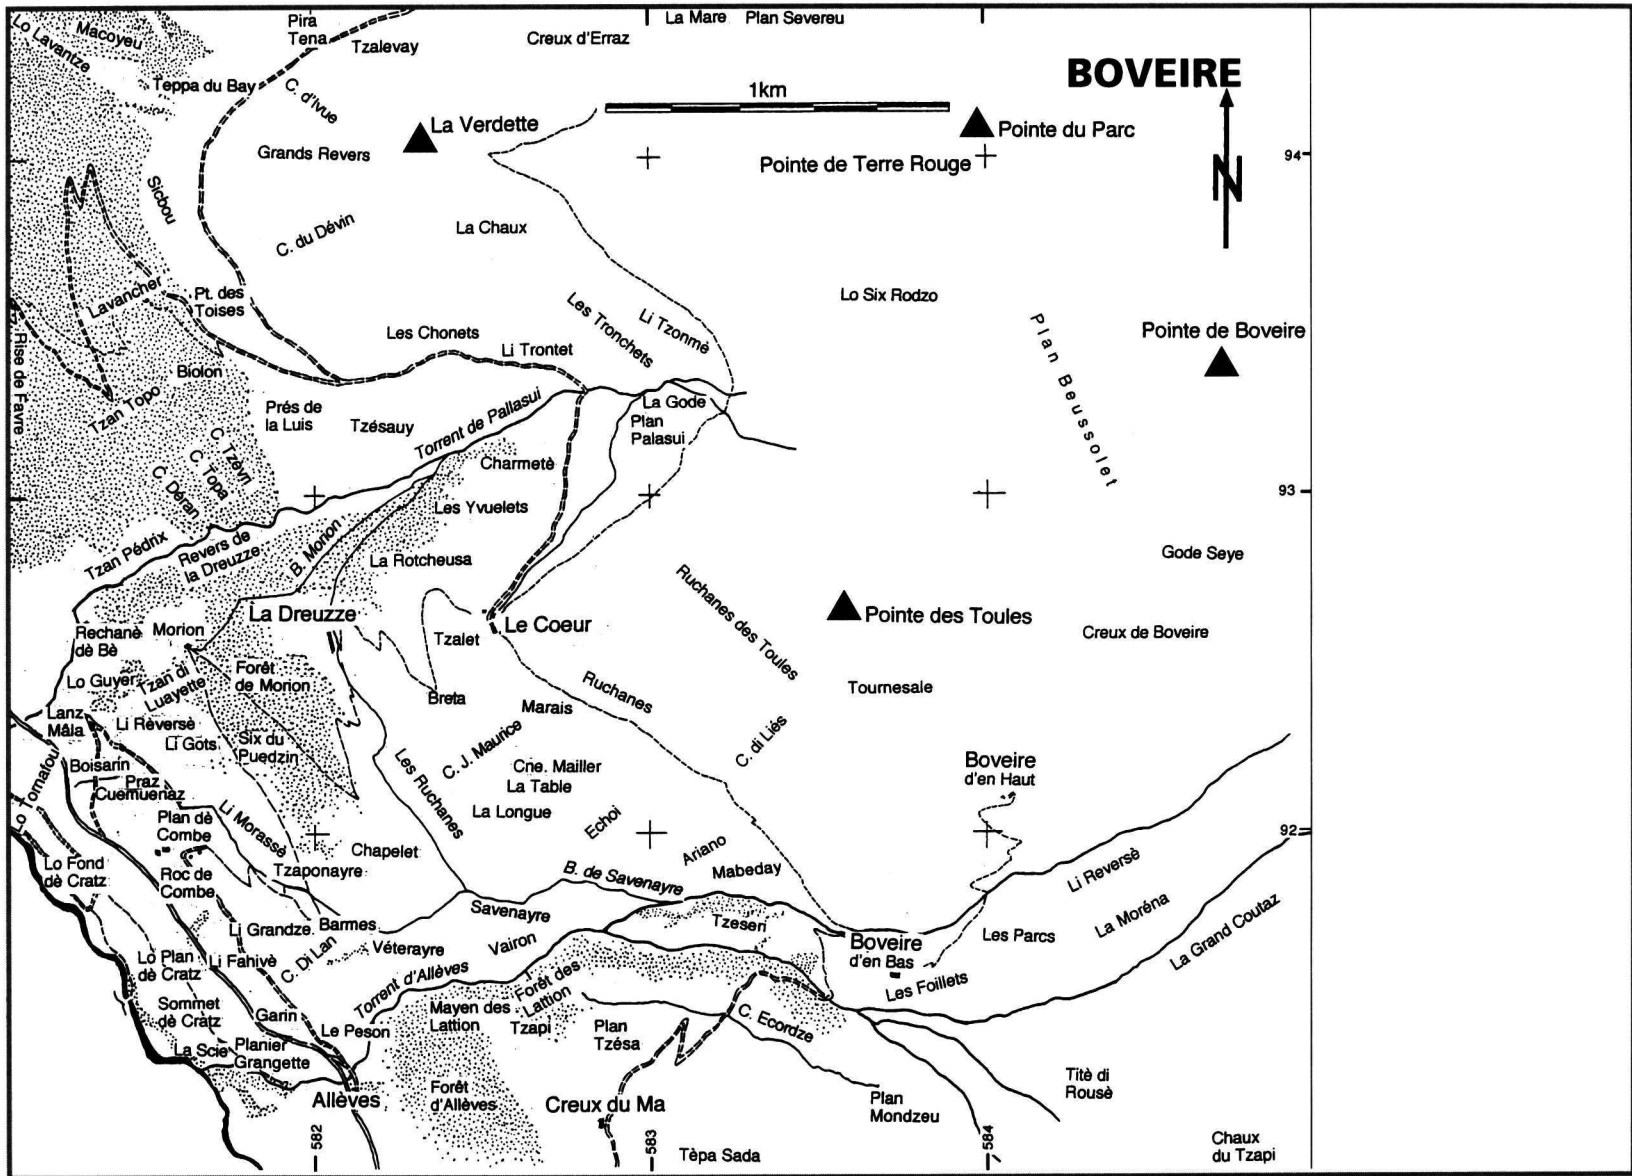 La Mare
Plan Severeu
Pira
Tena
Tzalevay
Creux d'Erraz
Lo Lavantze
Macoyeu
BOVEIRE
Teppa du Bay
C. d'Ivue
1km
La Verdette
Pointe du Parc
Grands Revers
Pointe de Terre Rouge
94
N
Sicbou
C. du Dévin
La Chaux
Lavancher
Pt. des
Toises
Les Tronchets
Li Tzonmè
Lo Six Rodzo
Plan Beussolet
Pointe de Boveire
Rise de Favre
Les Chonets
Li Trontet
Biolon
Tzan Topo
Prés de
la Luis
Tzésauy
Torrent de Pallasui
La Gode
Plan
Palasui
C. Tzèvri
C. Topa
C. Déran
Charmetè
Les Yvuelets
93
Tzan Pédrix
Revers de
la Dreuzze
B. Morion
La Rotcheusa
Gode Seye
Ruchanes des Toules
La Dreuzze
Le Coeur
Pointe des Toules
Rechanè
dè Bè
Morion
Tzalet
Creux de Boveire
Lo Guyer
Tzan di
Luayette
Forêt
de Morion
Breta
Ruchanes
Tournesale
Lanz
Mâla
Li Rèversè
Marais
Li Gots
Six du
Puedzin
C. J. Maurice
C. di Liés
Lo Tornafou
Boisarin
Praz
Cuemuenaz
Les Ruchanes
Cne. Mailler
La Table
Boveire
d'en Haut
Plan dè
Combe
Li Morassè
La Longue
Echoi
92
Lo Fond
dè Cratz
Roc de
Combe
Tzaponayre
Chapelet
Ariano
Mabeday
B. de Savenayre
Li Reversè
Li Grandze
Barmes
Savenayre
Tzeseri
La Moréna
La Grand Coutaz
Lo Plan
dè Cratz
Li Fahivè
C. Di Lan
Véterayre
Vairon
Boveire
d'en Bas
Les Parcs
Torrent d'Allèves
Forêt des
Lattion
Les Foillets
Sommet
dè Cratz
Garin
Le Peson
Mayen des
Lattion
Tzapi
Plan
Tzésa
C. Ecordze
La Scie
Planier
Grangette
Allèves
Forêt
d'Allèves
Creux du Ma
Plan
Mondzeu
Titè di
Rousè
582
583
584
Tèpa Sada
Chaux
du Tzapi